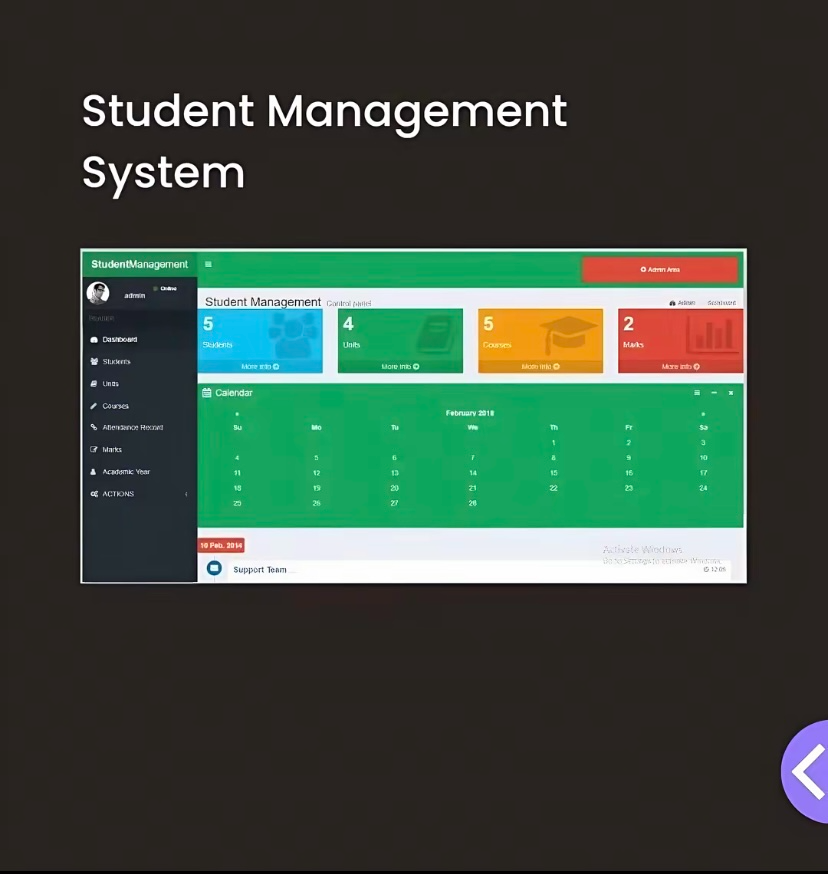 Student Management
System
StudentManagement
Admin Area
admin
Online
Student Management Control panel
Admin Dashboard
Dashboard
Students
Units
Courses
Attendance Record
Marks
Academic Year
ACTIONS
5
Students
More info
4
Units
More info
5
Courses
More info
2
Marks
More info
Calendar
« February 2018 »
Su Mo Tu We Th Fr Sa
1 2 3
4 5 6 7 8 9 10
11 12 13 14 15 16 17
18 19 20 21 22 23 24
25 26 27 28
10 Feb. 2014
Activate Windows
Go to Settings to activate Windows.
Support Team
12:05